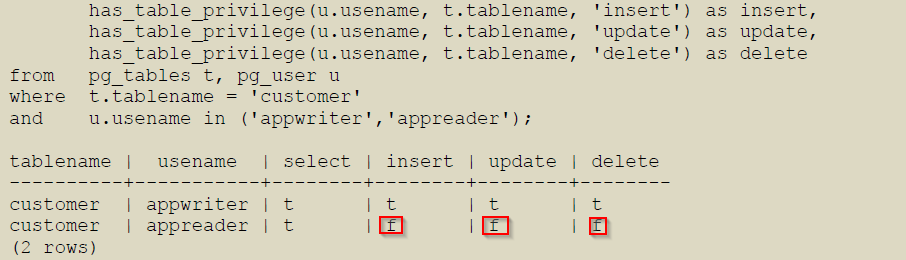 has_table_privilege(u.usename, t.tablename, 'insert') as insert,
has_table_privilege(u.usename, t.tablename, 'update') as update,
has_table_privilege(u.usename, t.tablename, 'delete') as delete
from   pg_tables t, pg_user u
where  t.tablename = 'customer'
and    u.usename in ('appwriter','appreader');
tablename |  usename  | select | insert | update | delete
----------+-----------+--------+--------+--------+--------
customer  | appwriter | t      | t      | t      | t
customer  | appreader | t      | f      | f      | f
(2 rows)